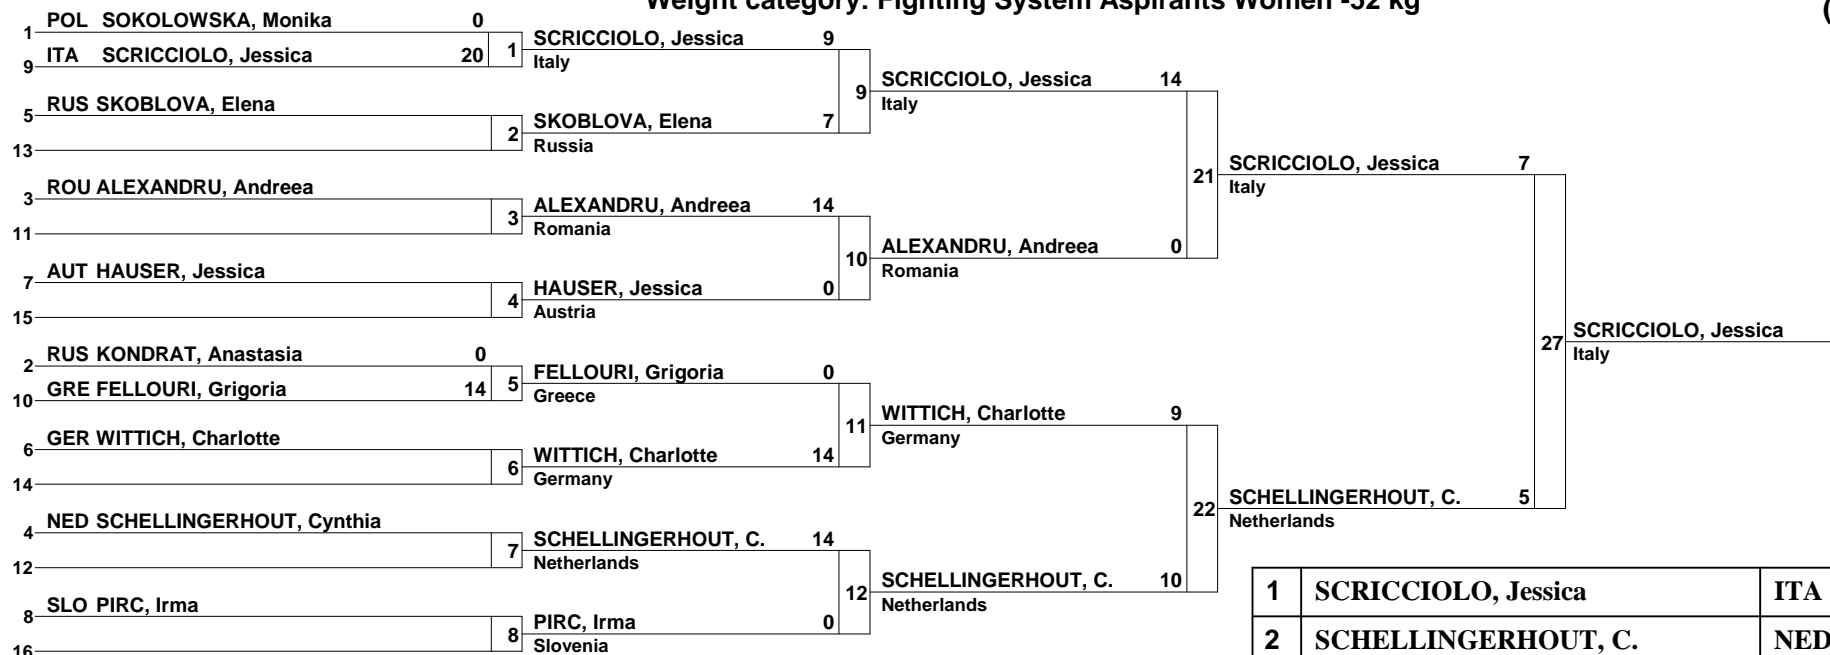 Weight category: Fighting System Aspirants Women -52 kg
(
1 POL SOKOLOWSKA, Monika 0
9 ITA SCRICCIOLO, Jessica 20
1 SCRICCIOLO, Jessica 9
Italy
5 RUS SKOBLOVA, Elena
13
2 SKOBLOVA, Elena 7
Russia
9 SCRICCIOLO, Jessica 14
Italy
3 ROU ALEXANDRU, Andreea
11
3 ALEXANDRU, Andreea 14
Romania
7 AUT HAUSER, Jessica
15
4 HAUSER, Jessica 0
Austria
10 ALEXANDRU, Andreea 0
Romania
21 SCRICCIOLO, Jessica 7
Italy
2 RUS KONDRAT, Anastasia 0
10 GRE FELLOURI, Grigoria 14
5 FELLOURI, Grigoria 0
Greece
6 GER WITTICH, Charlotte
14
6 WITTICH, Charlotte 14
Germany
11 WITTICH, Charlotte 9
Germany
4 NED SCHELLINGERHOUT, Cynthia
12
7 SCHELLINGERHOUT, C. 14
Netherlands
8 SLO PIRC, Irma
16
8 PIRC, Irma 0
Slovenia
12 SCHELLINGERHOUT, C. 10
Netherlands
22 SCHELLINGERHOUT, C. 5
Netherlands
27 SCRICCIOLO, Jessica
Italy
1 SCRICCIOLO, Jessica ITA
2 SCHELLINGERHOUT, C. NED